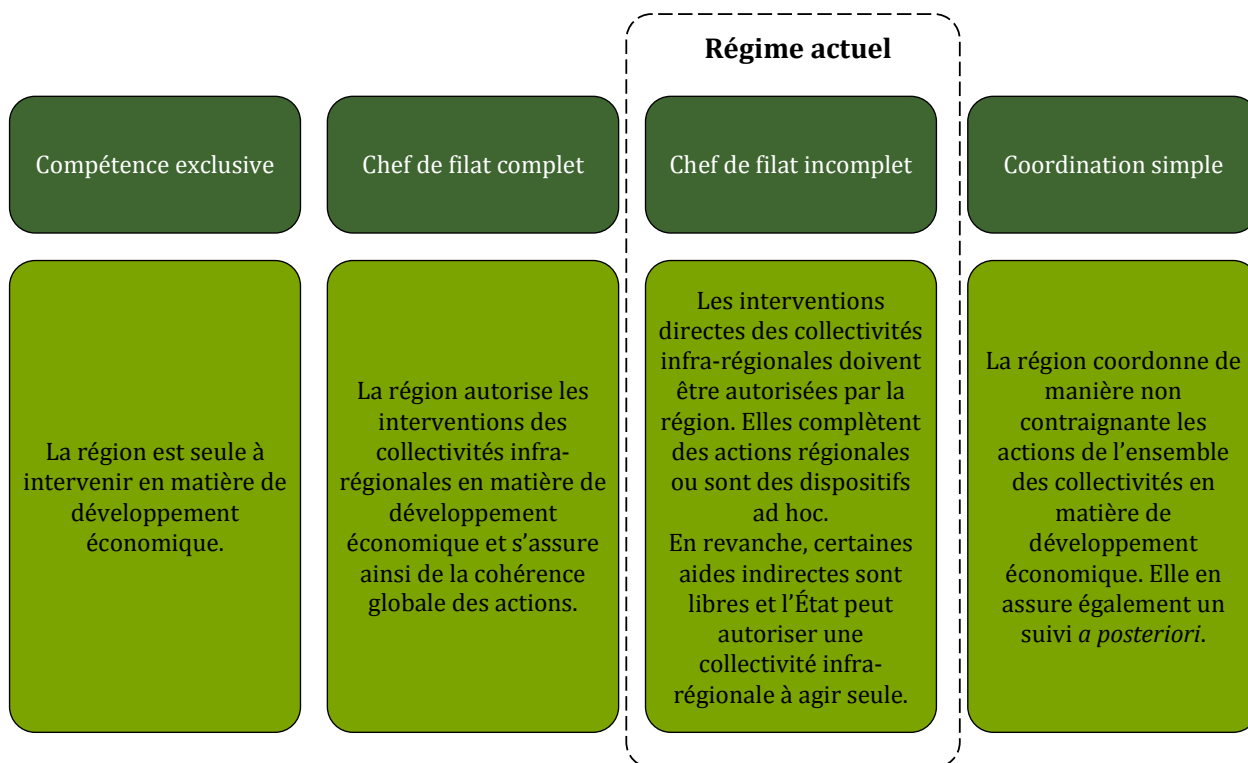 Régime actuel
Compétence exclusive
Chef de filat complet
Chef de filat incomplet
Coordination simple
La région est seule à
intervenir en matière de
développement
économique.
La région autorise les
interventions des
collectivités infra-
régionales en matière de
développement
économique et s’assure
ainsi de la cohérence
globale des actions.
Les interventions
directes des collectivités
infra-régionales doivent
être autorisées par la
région. Elles complètent
des actions régionales
ou sont des dispositifs
ad hoc.
En revanche, certaines
aides indirectes sont
libres et l’État peut
autoriser une
collectivité infra-
régionale à agir seule.
La région coordonne de
manière non
contraignante les
actions de l’ensemble
des collectivités en
matière de
développement
économique. Elle en
assure également un
suivi a posteriori.